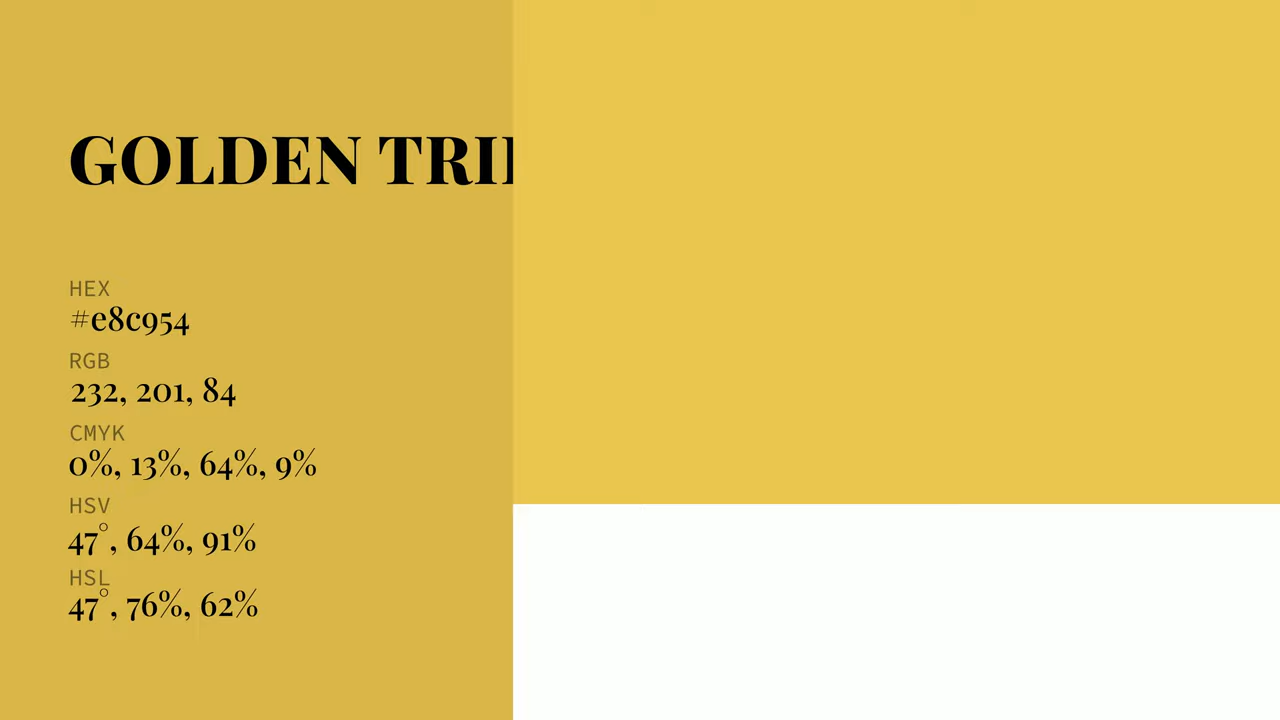 GOLDEN
HEX
#e8c954
RGB
232, 201, 84
CMYK
0%, 13%, 64%, 9%
HSV
47°, 64%, 91%
HSL
47°, 76%, 62%